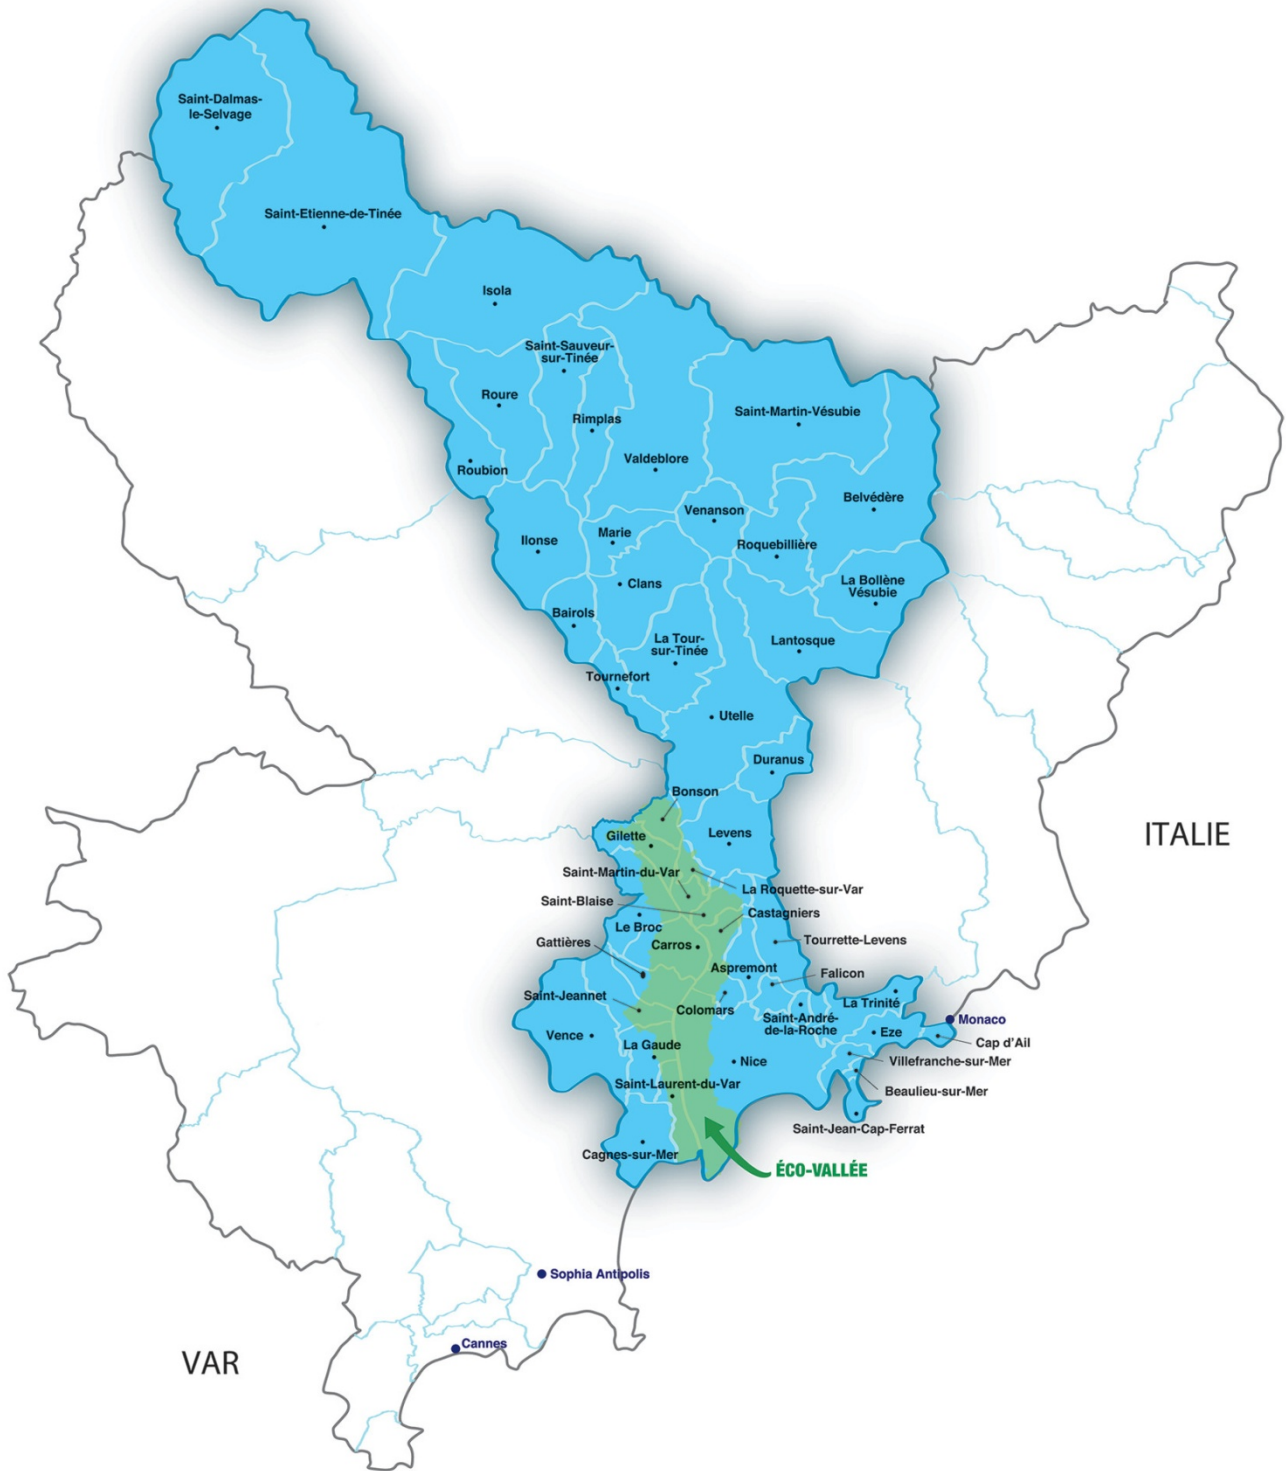 Saint-Dalmas-
le-Selvage
Saint-Etienne-de-Tinée
Isola
Saint-Sauveur-
sur-Tinée
Roure
Rimplas
Saint-Martin-Vésubie
Roubion
Valdeblore
Belvédère
Venanson
Ilonse
Marie
Roquebillière
Clans
La Bollène
Vésubie
Bairols
La Tour-
sur-Tinée
Lantosque
Tournefort
Utelle
Duranus
Bonson
Gilette
Levens
ITALIE
Saint-Martin-du-Var
La Roquette-sur-Var
Saint-Blaise
Castagniers
Le Broc
Gattières
Carros
Tourrette-Levens
Aspremont
Falicon
Saint-Jeannet
Colomars
La Trinité
Saint-André-
de-la-Roche
Monaco
Vence
Eze
Cap d'Ail
La Gaude
Nice
Villefranche-sur-Mer
Saint-Laurent-du-Var
Beaulieu-sur-Mer
Saint-Jean-Cap-Ferrat
Cagnes-sur-Mer
ÉCO-VALLÉE
Sophia Antipolis
Cannes
VAR